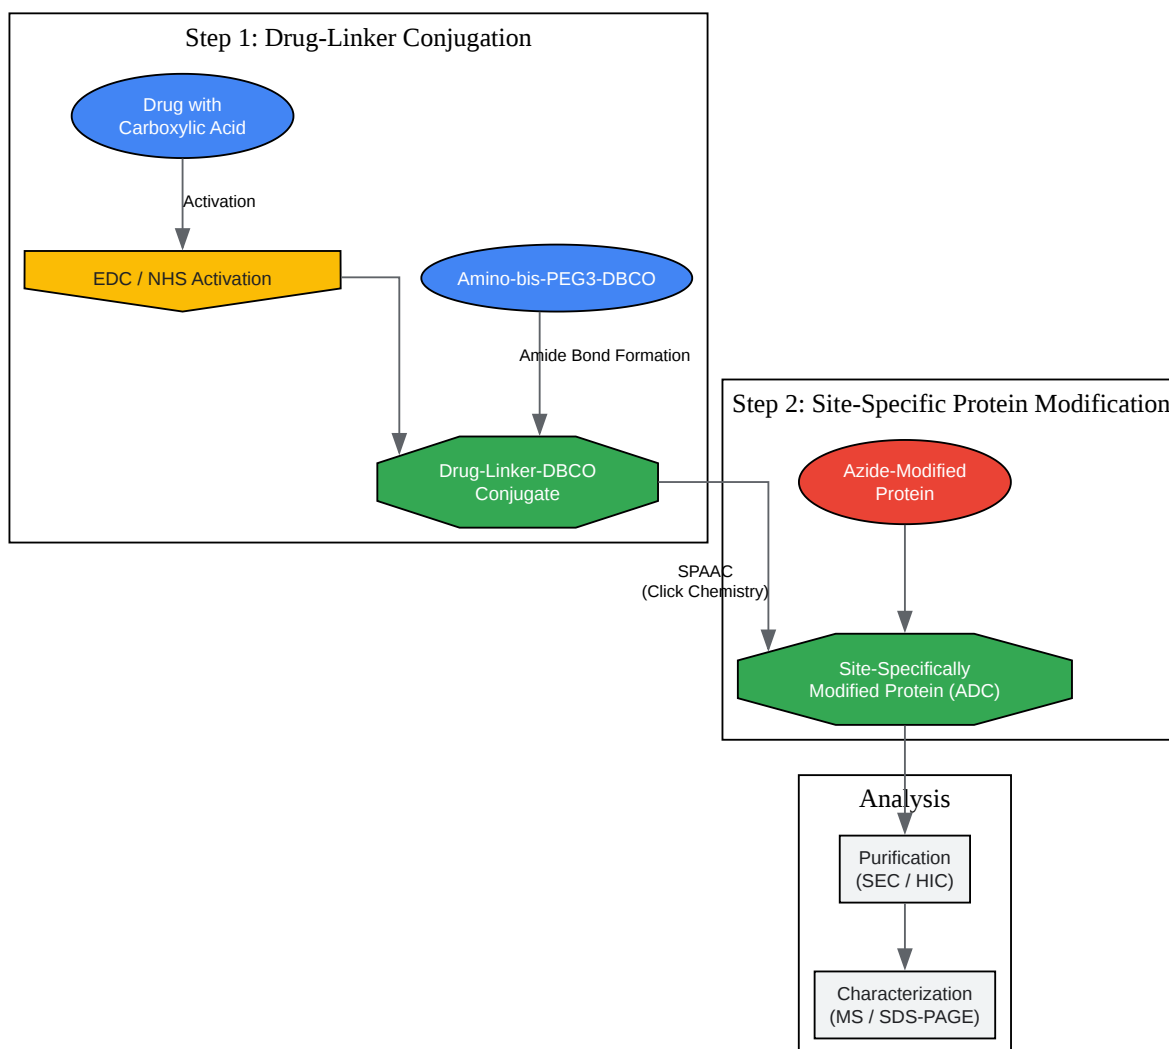 Step 1: Drug-Linker Conjugation
Drug with
Carboxylic Acid
Activation
EDC / NHS Activation
Amino-bis-PEG3-DBCO
Amide Bond Formation
Drug-Linker-DBCO
Conjugate
Step 2: Site-Specific Protein Modification
Azide-Modified
Protein
SPAAC
(Click Chemistry)
Site-Specifically
Modified Protein (ADC)
Analysis
Purification
(SEC / HIC)
Characterization
(MS / SDS-PAGE)